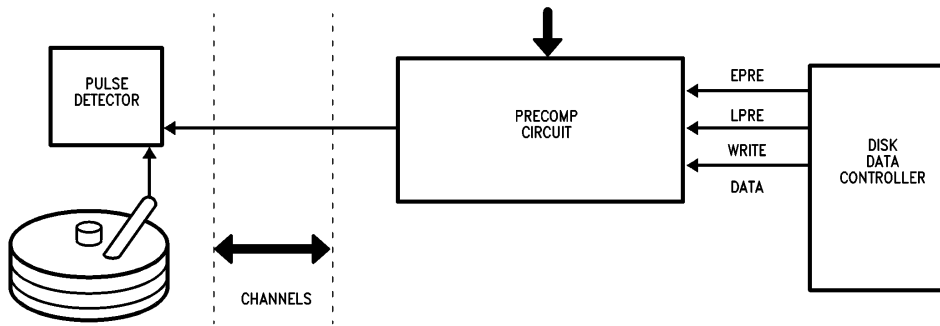 PULSE
DETECTOR
PRECOMP
CIRCUIT
EPRE
LPRE
WRITE
DATA
DISK
DATA
CONTROLLER
CHANNELS